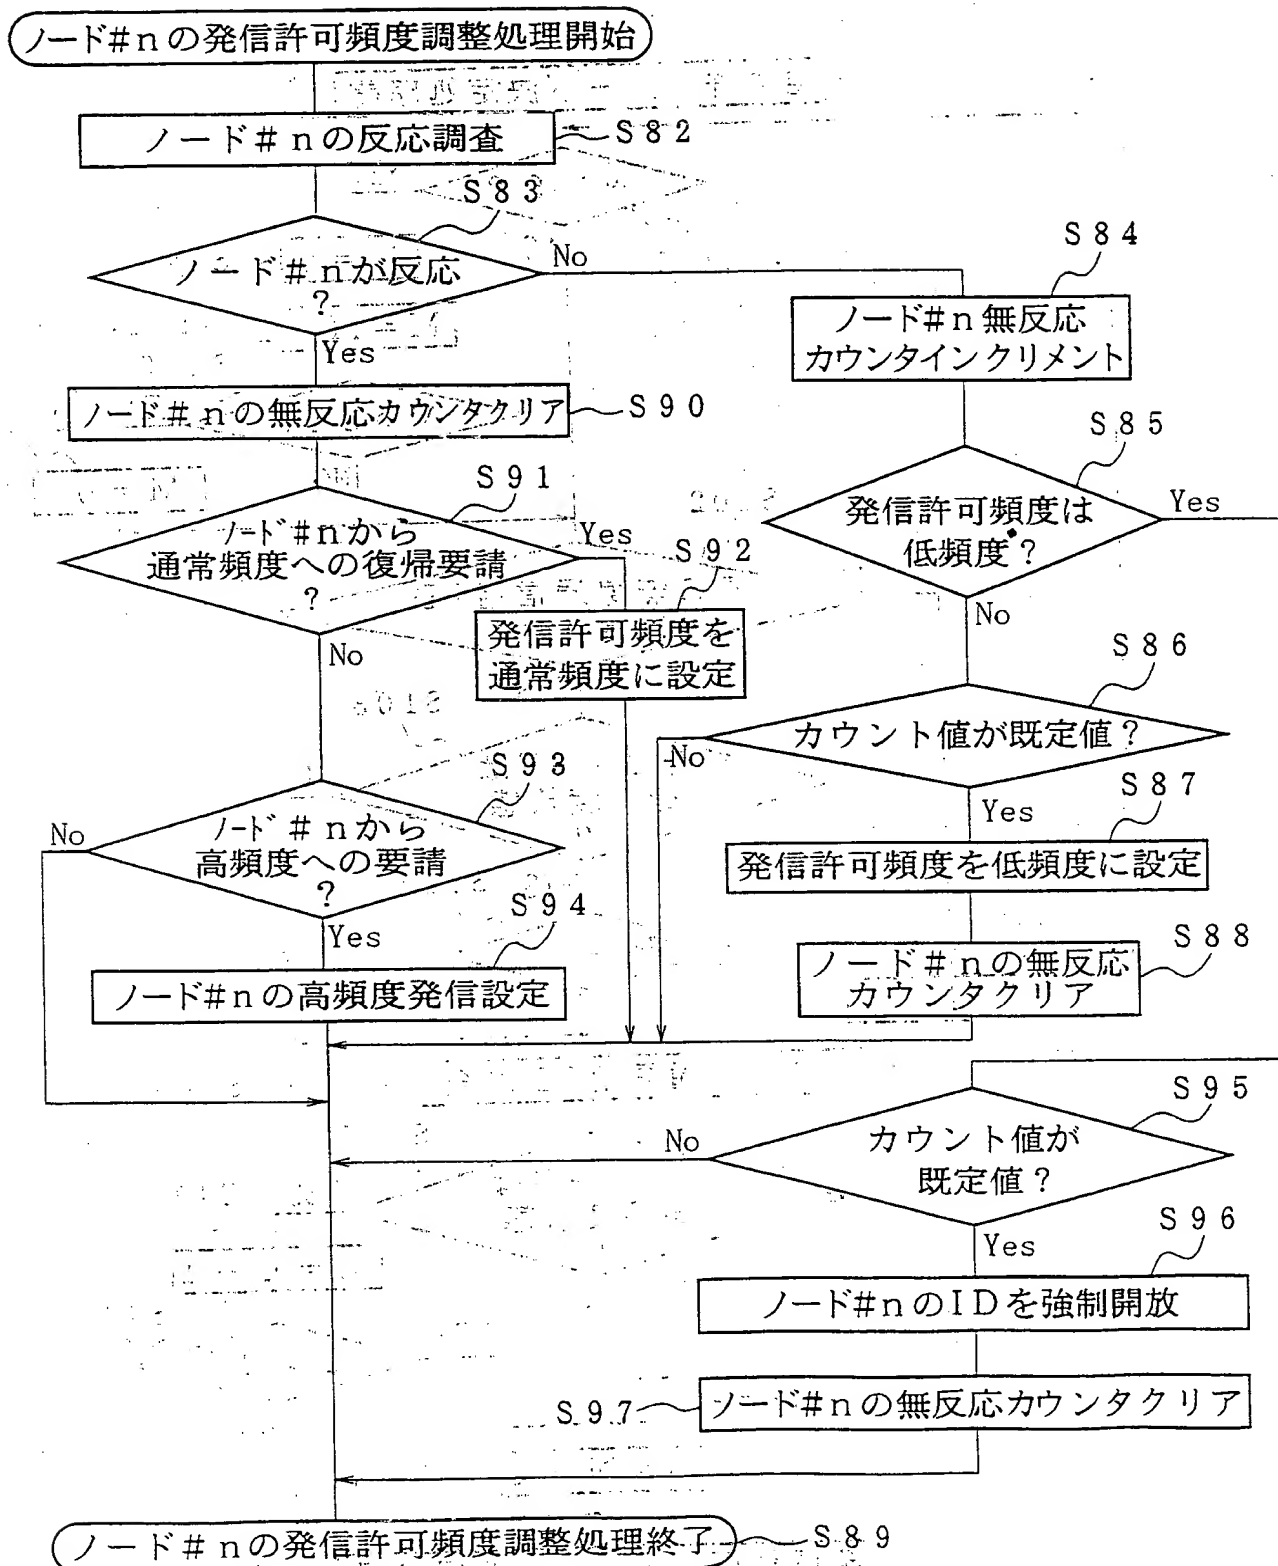 ノード#nの発信許可頻度調整処理開始
ノード#nの反応調査
S82
S83
ノード#nが反応
?
No
Yes
S84
ノード#n無反応
カウンタインクリメント
ノード#nの無反応カウンタクリア
S90
S85
発信許可頻度は
低頻度?
Yes
No
S91
ノード#nから
通常頻度への復帰要請
?
Yes
No
S92
発信許可頻度を
通常頻度に設定
S86
カウント値が既定値?
No
Yes
S87
発信許可頻度を低頻度に設定
S93
ノード#nから
高頻度への要請
?
No
Yes
S94
ノード#nの高頻度発信設定
S88
ノード#nの無反応
カウンタクリア
S95
カウント値が
既定値?
No
Yes
S96
ノード#nのIDを強制開放
S97
ノード#nの無反応カウンタクリア
ノード#nの発信許可頻度調整処理終了
S89